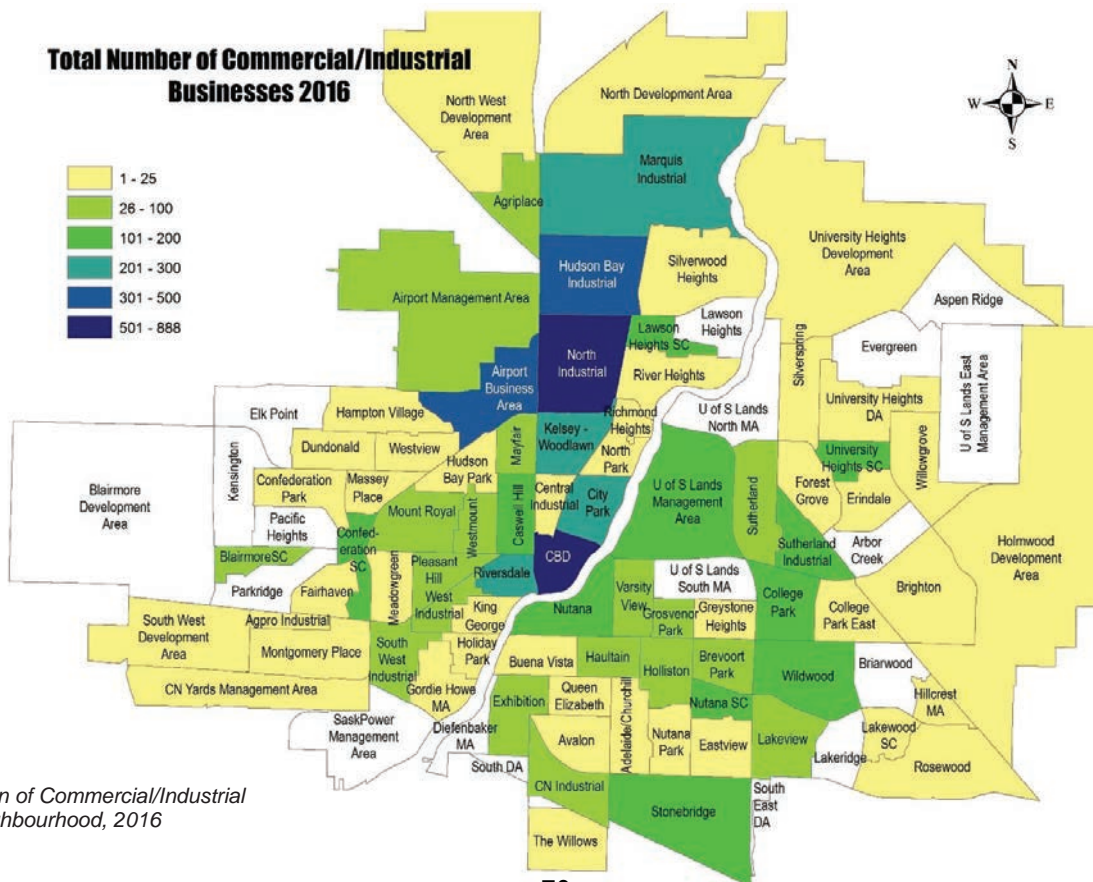 Total Number of Commercial/Industrial
Businesses 2016
N
W
E
S
1 - 25
26 - 100
101 - 200
201 - 300
301 - 500
501 - 888
North West
Development
Area
North Development Area
Marquis
Industrial
Agriplace
University Heights
Development
Area
Hudson Bay
Industrial
Silverwood
Heights
Airport Management Area
Aspen Ridge
Lawson
Heights
Lawson
Heights SC
Evergreen
North
Industrial
Airport
Business
Area
River Heights
Silverspring
U of S Lands East
Management Area
Elk Point
Hampton Village
Richmond
Heights
U of S Lands
North MA
University Heights
DA
Kelsey -
Woodlawn
Mayfair
Dundonald
Westview
North
Park
Hudson
Bay Park
University
Heights SC
Willowgrove
Kensington
Confederation
Park
Massey
Place
Blairmore
Development
Area
Central
Industrial
City
Park
U of S Lands
Management
Area
Sutherland
Forest
Grove
Erindale
Pacific
Heights
Mount Royal
Westmount
Caswell Hill
Confed-
eration
SC
Blairmore SC
Pleasant
Hill
West
Industrial
Riversdale
CBD
Sutherland
Industrial
Arbor
Creek
Holmwood
Development
Area
Parkridge
Fairhaven
Meadowgreen
U of S Lands
South MA
Varsity
View
College
Park
Brighton
Nutana
King
George
Grosvenor
Park
Greystone
Heights
College
Park East
South West
Development
Area
Agpro Industrial
Montgomery Place
South
West
Industrial
Holiday
Park
Buena Vista
Haultain
Holliston
Brevoort
Park
Wildwood
Briarwood
CN Yards Management Area
Gordie Howe
MA
Exhibition
Queen
Elizabeth
Nutana SC
Hillcrest
MA
SaskPower
Management
Area
Diefenbaker
MA
Adelaide/Churchill
Avalon
Nutana
Park
Eastview
Lakeview
Lakeridge
Lakewood
SC
Rosewood
South DA
CN Industrial
Stonebridge
South
East
DA
The Willows
n of Commercial/Industrial
hbourhood, 2016